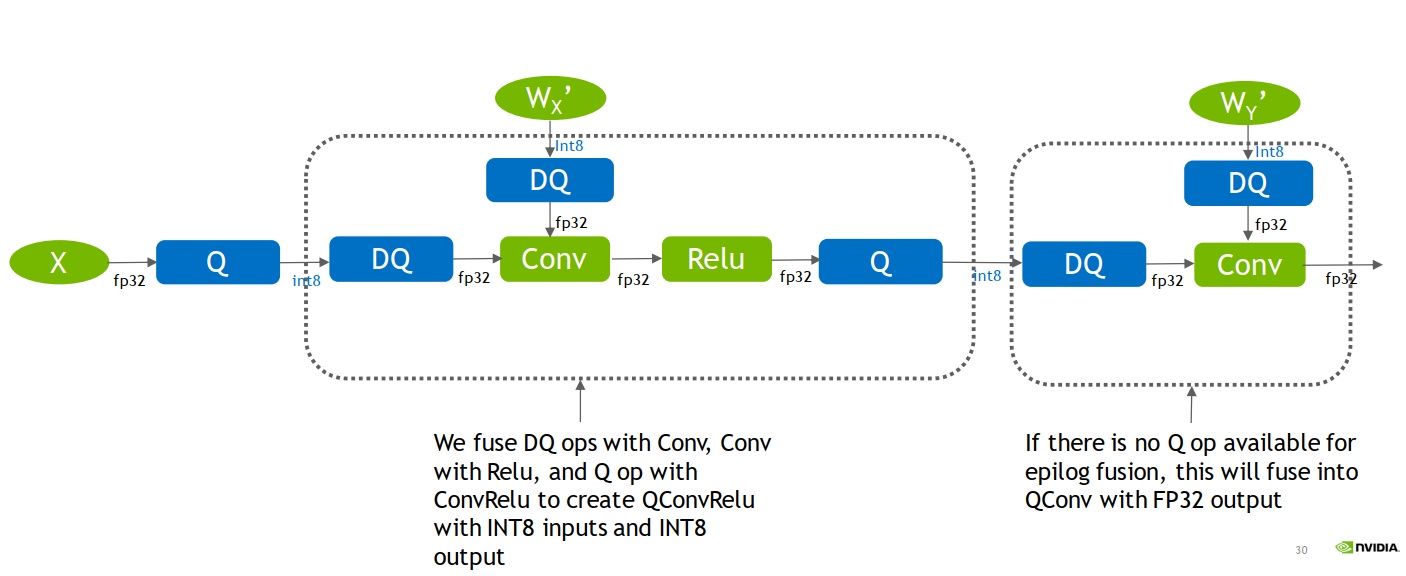 WX’
WY’
Int8
Int8
DQ
DQ
fp32
fp32
X
fp32
Q
int8
DQ
fp32
Conv
fp32
Relu
fp32
Q
int8
DQ
fp32
Conv
fp32
We fuse DQ ops with Conv, Conv
with Relu, and Q op with
ConvRelu to create QConvRelu
with INT8 inputs and INT8
output
If there is no Q op available for
epilog fusion, this will fuse into
QConv with FP32 output
30
NVIDIA.